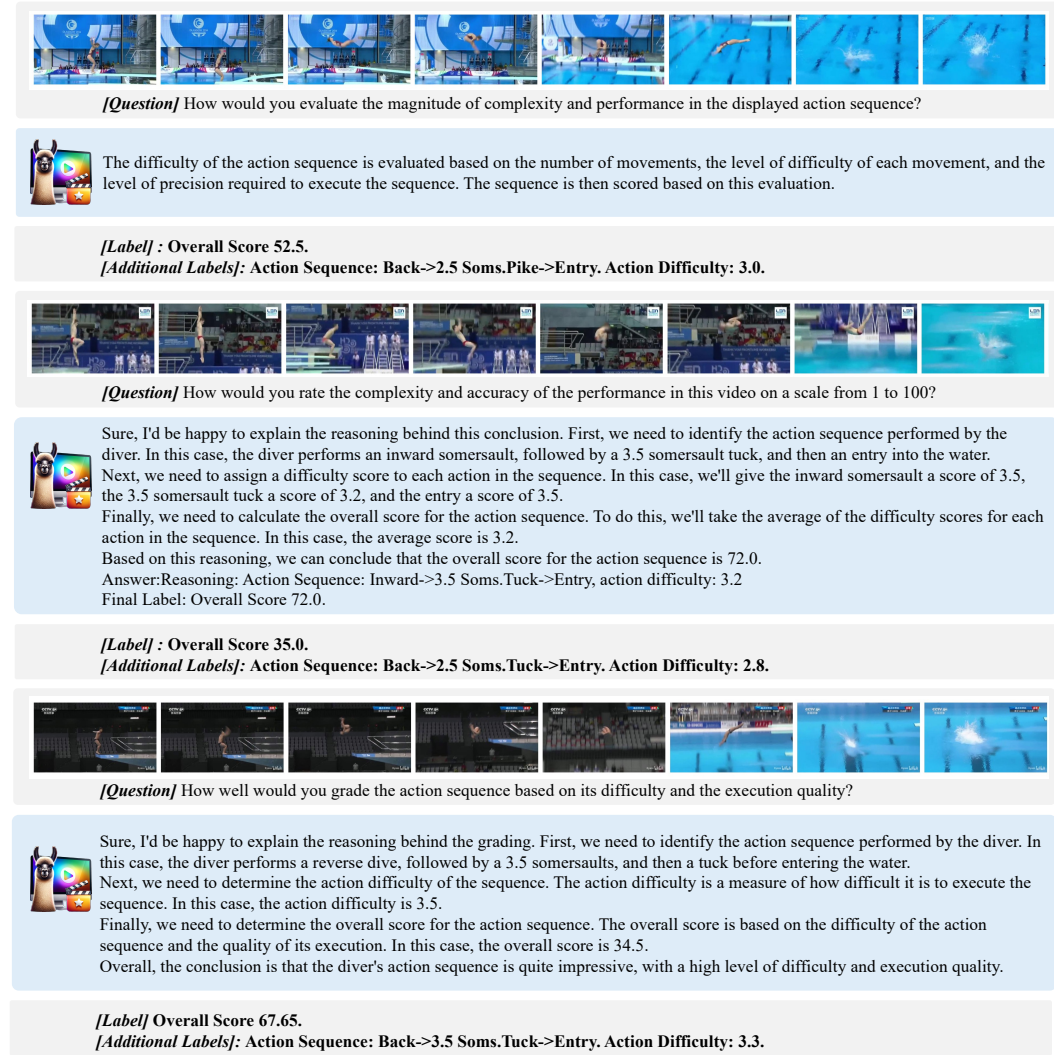 [Question] How would you evaluate the magnitude of complexity and performance in the displayed action sequence?
The difficulty of the action sequence is evaluated based on the number of movements, the level of difficulty of each movement, and the
level of precision required to execute the sequence. The sequence is then scored based on this evaluation.
[Label] : Overall Score 52.5.
[Additional Labels]: Action Sequence: Back->2.5 Soms.Pike->Entry. Action Difficulty: 3.0.
[Question] How would you rate the complexity and accuracy of the performance in this video on a scale from 1 to 100?
Sure, I'd be happy to explain the reasoning behind this conclusion. First, we need to identify the action sequence performed by the
diver. In this case, the diver performs an inward somersault, followed by a 3.5 somersault tuck, and then an entry into the water.
Next, we need to assign a difficulty score to each action in the sequence. In this case, we'll give the inward somersault a score of 3.5,
the 3.5 somersault tuck a score of 3.2, and the entry a score of 3.5.
Finally, we need to calculate the overall score for the action sequence. To do this, we'll take the average of the difficulty scores for each
action in the sequence. In this case, the average score is 3.2.
Based on this reasoning, we can conclude that the overall score for the action sequence is 72.0.
Answer:Reasoning: Action Sequence: Inward->3.5 Soms.Tuck->Entry, action difficulty: 3.2
Final Label: Overall Score 72.0.
[Label] : Overall Score 35.0.
[Additional Labels]: Action Sequence: Back->2.5 Soms.Tuck->Entry. Action Difficulty: 2.8.
[Question] How well would you grade the action sequence based on its difficulty and the execution quality?
Sure, I'd be happy to explain the reasoning behind the grading. First, we need to identify the action sequence performed by the diver. In
this case, the diver performs a reverse dive, followed by a 3.5 somersaults, and then a tuck before entering the water.
Next, we need to determine the action difficulty of the sequence. The action difficulty is a measure of how difficult it is to execute the
sequence. In this case, the action difficulty is 3.5.
Finally, we need to determine the overall score for the action sequence. The overall score is based on the difficulty of the action
sequence and the quality of its execution. In this case, the overall score is 34.5.
Overall, the conclusion is that the diver's action sequence is quite impressive, with a high level of difficulty and execution quality.
[Label] Overall Score 67.65.
[Additional Labels]: Action Sequence: Back->3.5 Soms.Tuck->Entry. Action Difficulty: 3.3.